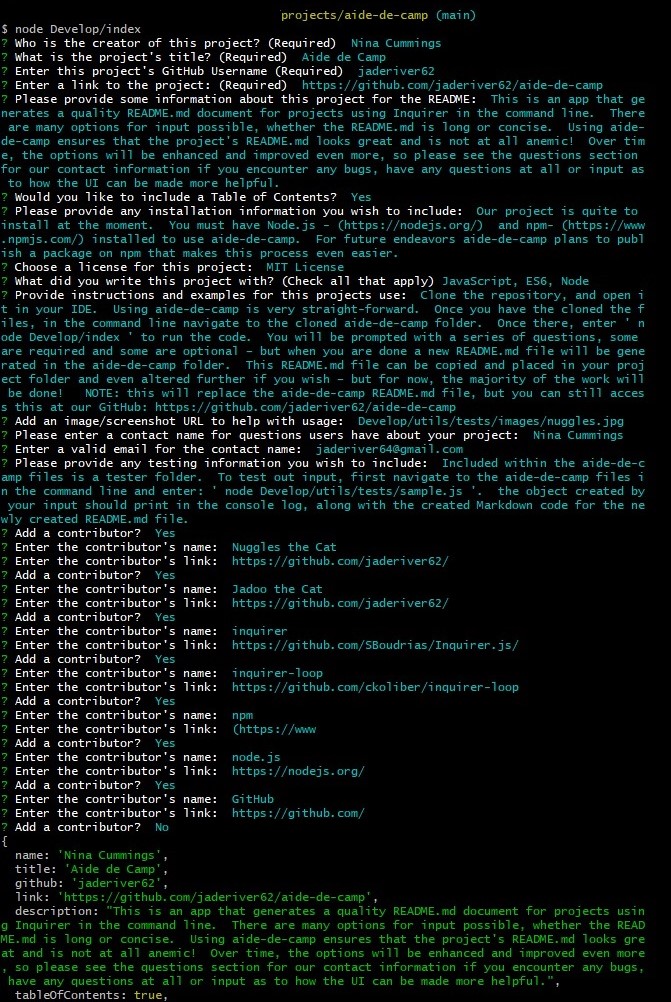 projects/aide-de-camp (main)
$ node Develop/index
? Who is the creator of this project? (Required)  Nina Cummings
? What is the project's title? (Required)  Aide de Camp
? Enter this project's GitHub Username (Required)  jaderiver62
? Enter a link to the project: (Required)  https://github.com/jaderiver62/aide-de-camp
? Please provide some information about this project for the README:  This is an app that ge
nerates a quality README.md document for projects using Inquirer in the command line.  There
 are many options for input possible, whether the README.md is long or concise.  Using aide-
de-camp ensures that the project's README.md looks great and is not at all anemic!  Over tim
e, the options will be enhanced and improved even more, so please see the questions section
for our contact information if you encounter any bugs, have any questions at all or input as
 to how the UI can be made more helpful.
? Would you like to include a Table of Contents?  Yes
? Please provide any installation information you wish to include:  Our project is quite to
install at the moment.  You must have Node.js - (https://nodejs.org/)  and npm- (https://www
.npmjs.com/) installed to use aide-de-camp.  For future endeavors aide-de-camp plans to publ
ish a package on npm that makes this process even easier.
? Choose a license for this project:  MIT License
? What did you write this project with? (Check all that apply) JavaScript, ES6, Node
? Provide instructions and examples for this projects use:  Clone the repository, and open i
t in your IDE.  Using aide-de-camp is very straight-forward.  Once you have the cloned the f
iles, in the command line navigate to the cloned aide-de-camp folder.  Once there, enter ' n
ode Develop/index ' to run the code.  You will be prompted with a series of questions, some
are required and some are optional - but when you are done a new README.md file will be gene
rated in the aide-de-camp folder.  This README.md file can be copied and placed in your proj
ect folder and even altered further if you wish - but for now, the majority of the work will
 be done!   NOTE: this will replace the aide-de-camp README.md file, but you can still acces
s this at our GitHub: https://github.com/jaderiver62/aide-de-camp
? Add an image/screenshot URL to help with usage:  Develop/utils/tests/images/nuggles.jpg
? Please enter a contact name for questions users have about your project:  Nina Cummings
? Enter a valid email for the contact name:  jaderiver64@gmail.com
? Please provide any testing information you wish to include:  Included within the aide-de-c
amp files is a tester folder.  To test out input, first navigate to the aide-de-camp files i
n the command line and enter: ' node Develop/utils/tests/sample.js '.  the object created by
 your input should print in the console log, along with the created Markdown code for the ne
wly created README.md file.
? Add a contributor?  Yes
? Enter the contributor's name:  Nuggles the Cat
? Enter the contributor's link:  https://github.com/jaderiver62/
? Add a contributor?  Yes
? Enter the contributor's name:  Jadoo the Cat
? Enter the contributor's link:  https://github.com/jaderiver62/
? Add a contributor?  Yes
? Enter the contributor's name:  inquirer
? Enter the contributor's link:  https://github.com/SBoudrias/Inquirer.js/
? Add a contributor?  Yes
? Enter the contributor's name:  inquirer-loop
? Enter the contributor's link:  https://github.com/ckoliber/inquirer-loop
? Add a contributor?  Yes
? Enter the contributor's name:  npm
? Enter the contributor's link:  (https://www
? Add a contributor?  Yes
? Enter the contributor's name:  node.js
? Enter the contributor's link:  https://nodejs.org/
? Add a contributor?  Yes
? Enter the contributor's name:  GitHub
? Enter the contributor's link:  https://github.com/
? Add a contributor?  No
{
  name: 'Nina Cummings',
  title: 'Aide de Camp',
  github: 'jaderiver62',
  link: 'https://github.com/jaderiver62/aide-de-camp',
  description: "This is an app that generates a quality README.md document for projects usin
g Inquirer in the command line.  There are many options for input possible, whether the READ
ME.md is long or concise.  Using aide-de-camp ensures that the project's README.md looks gre
at and is not at all anemic!  Over time, the options will be enhanced and improved even more
, so please see the questions section for our contact information if you encounter any bugs,
 have any questions at all or input as to how the UI can be made more helpful.",
  tableOfContents: true,